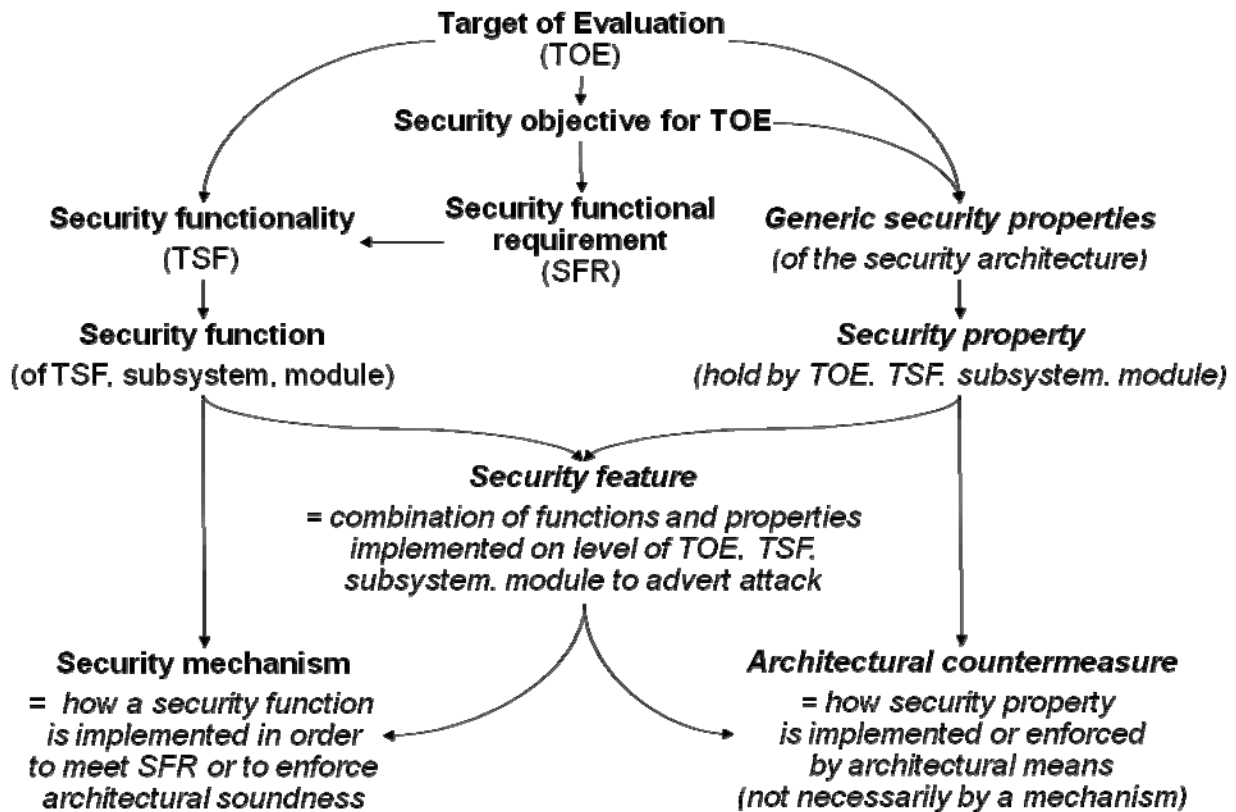 Target of Evaluation
(TOE)
Security objective for TOE
Security functionality
(TSF)
Security functional
requirement
(SFR)
Generic security properties
(of the security architecture)
Security function
(of TSF, subsystem, module)
Security property
(hold by TOE, TSF, subsystem, module)
Security feature
= combination of functions and properties
implemented on level of TOE, TSF,
subsystem, module to advert attack
Security mechanism
= how a security function
is implemented in order
to meet SFR or to enforce
architectural soundness
Architectural countermeasure
= how security property
is implemented or enforced
by architectural means
(not necessarily by a mechanism)